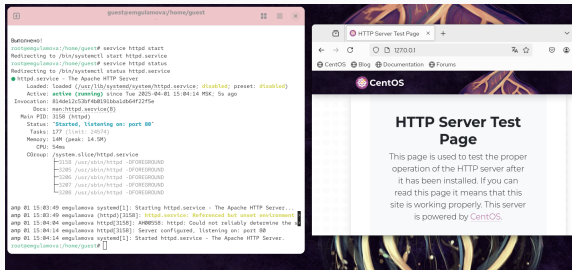 guest@emgulamova:/home/guest
Выполнено!
root@emgulamova:/home/guest# service httpd start
Redirecting to /bin/systemctl start httpd.service
root@emgulamova:/home/guest# service httpd status
Redirecting to /bin/systemctl status httpd.service
● httpd.service - The Apache HTTP Server
Loaded: loaded (/usr/lib/systemd/system/httpd.service; disabled; preset: disabled)
Active: active (running) since Tue 2025-04-01 15:04:14 MSK; 5s ago
Invocation: 814de12c53bf4b0191bba1db64f22f5e
Docs: man:httpd.service(8)
Main PID: 3158 (httpd)
Status: "Started, listening on: port 80"
Tasks: 177 (limit: 24574)
Memory: 14M (peak: 14.5M)
CPU: 54ms
CGroup: /system.slice/httpd.service
├─3158 /usr/sbin/httpd -DFOREGROUND
├─3205 /usr/sbin/httpd -DFOREGROUND
├─3206 /usr/sbin/httpd -DFOREGROUND
├─3207 /usr/sbin/httpd -DFOREGROUND
└─3208 /usr/sbin/httpd -DFOREGROUND
апр 01 15:03:49 emgulamova systemd[1]: Starting httpd.service - The Apache HTTP Server...
апр 01 15:03:49 emgulamova (httpd)[3158]: httpd.service: Referenced but unset environment
апр 01 15:04:04 emgulamova httpd[3158]: AH00558: httpd: Could not reliably determine the s
апр 01 15:04:14 emgulamova httpd[3158]: Server configured, listening on: port 80
апр 01 15:04:14 emgulamova systemd[1]: Started httpd.service - The Apache HTTP Server.
root@emgulamova:/home/guest#
HTTP Server Test Page
127.0.0.1
CentOS Blog Documentation Forums
CentOS
HTTP Server Test
Page
This page is used to test the proper
operation of the HTTP server after
it has been installed. If you can
read this page it means that this
site is working properly. This server
is powered by CentOS.